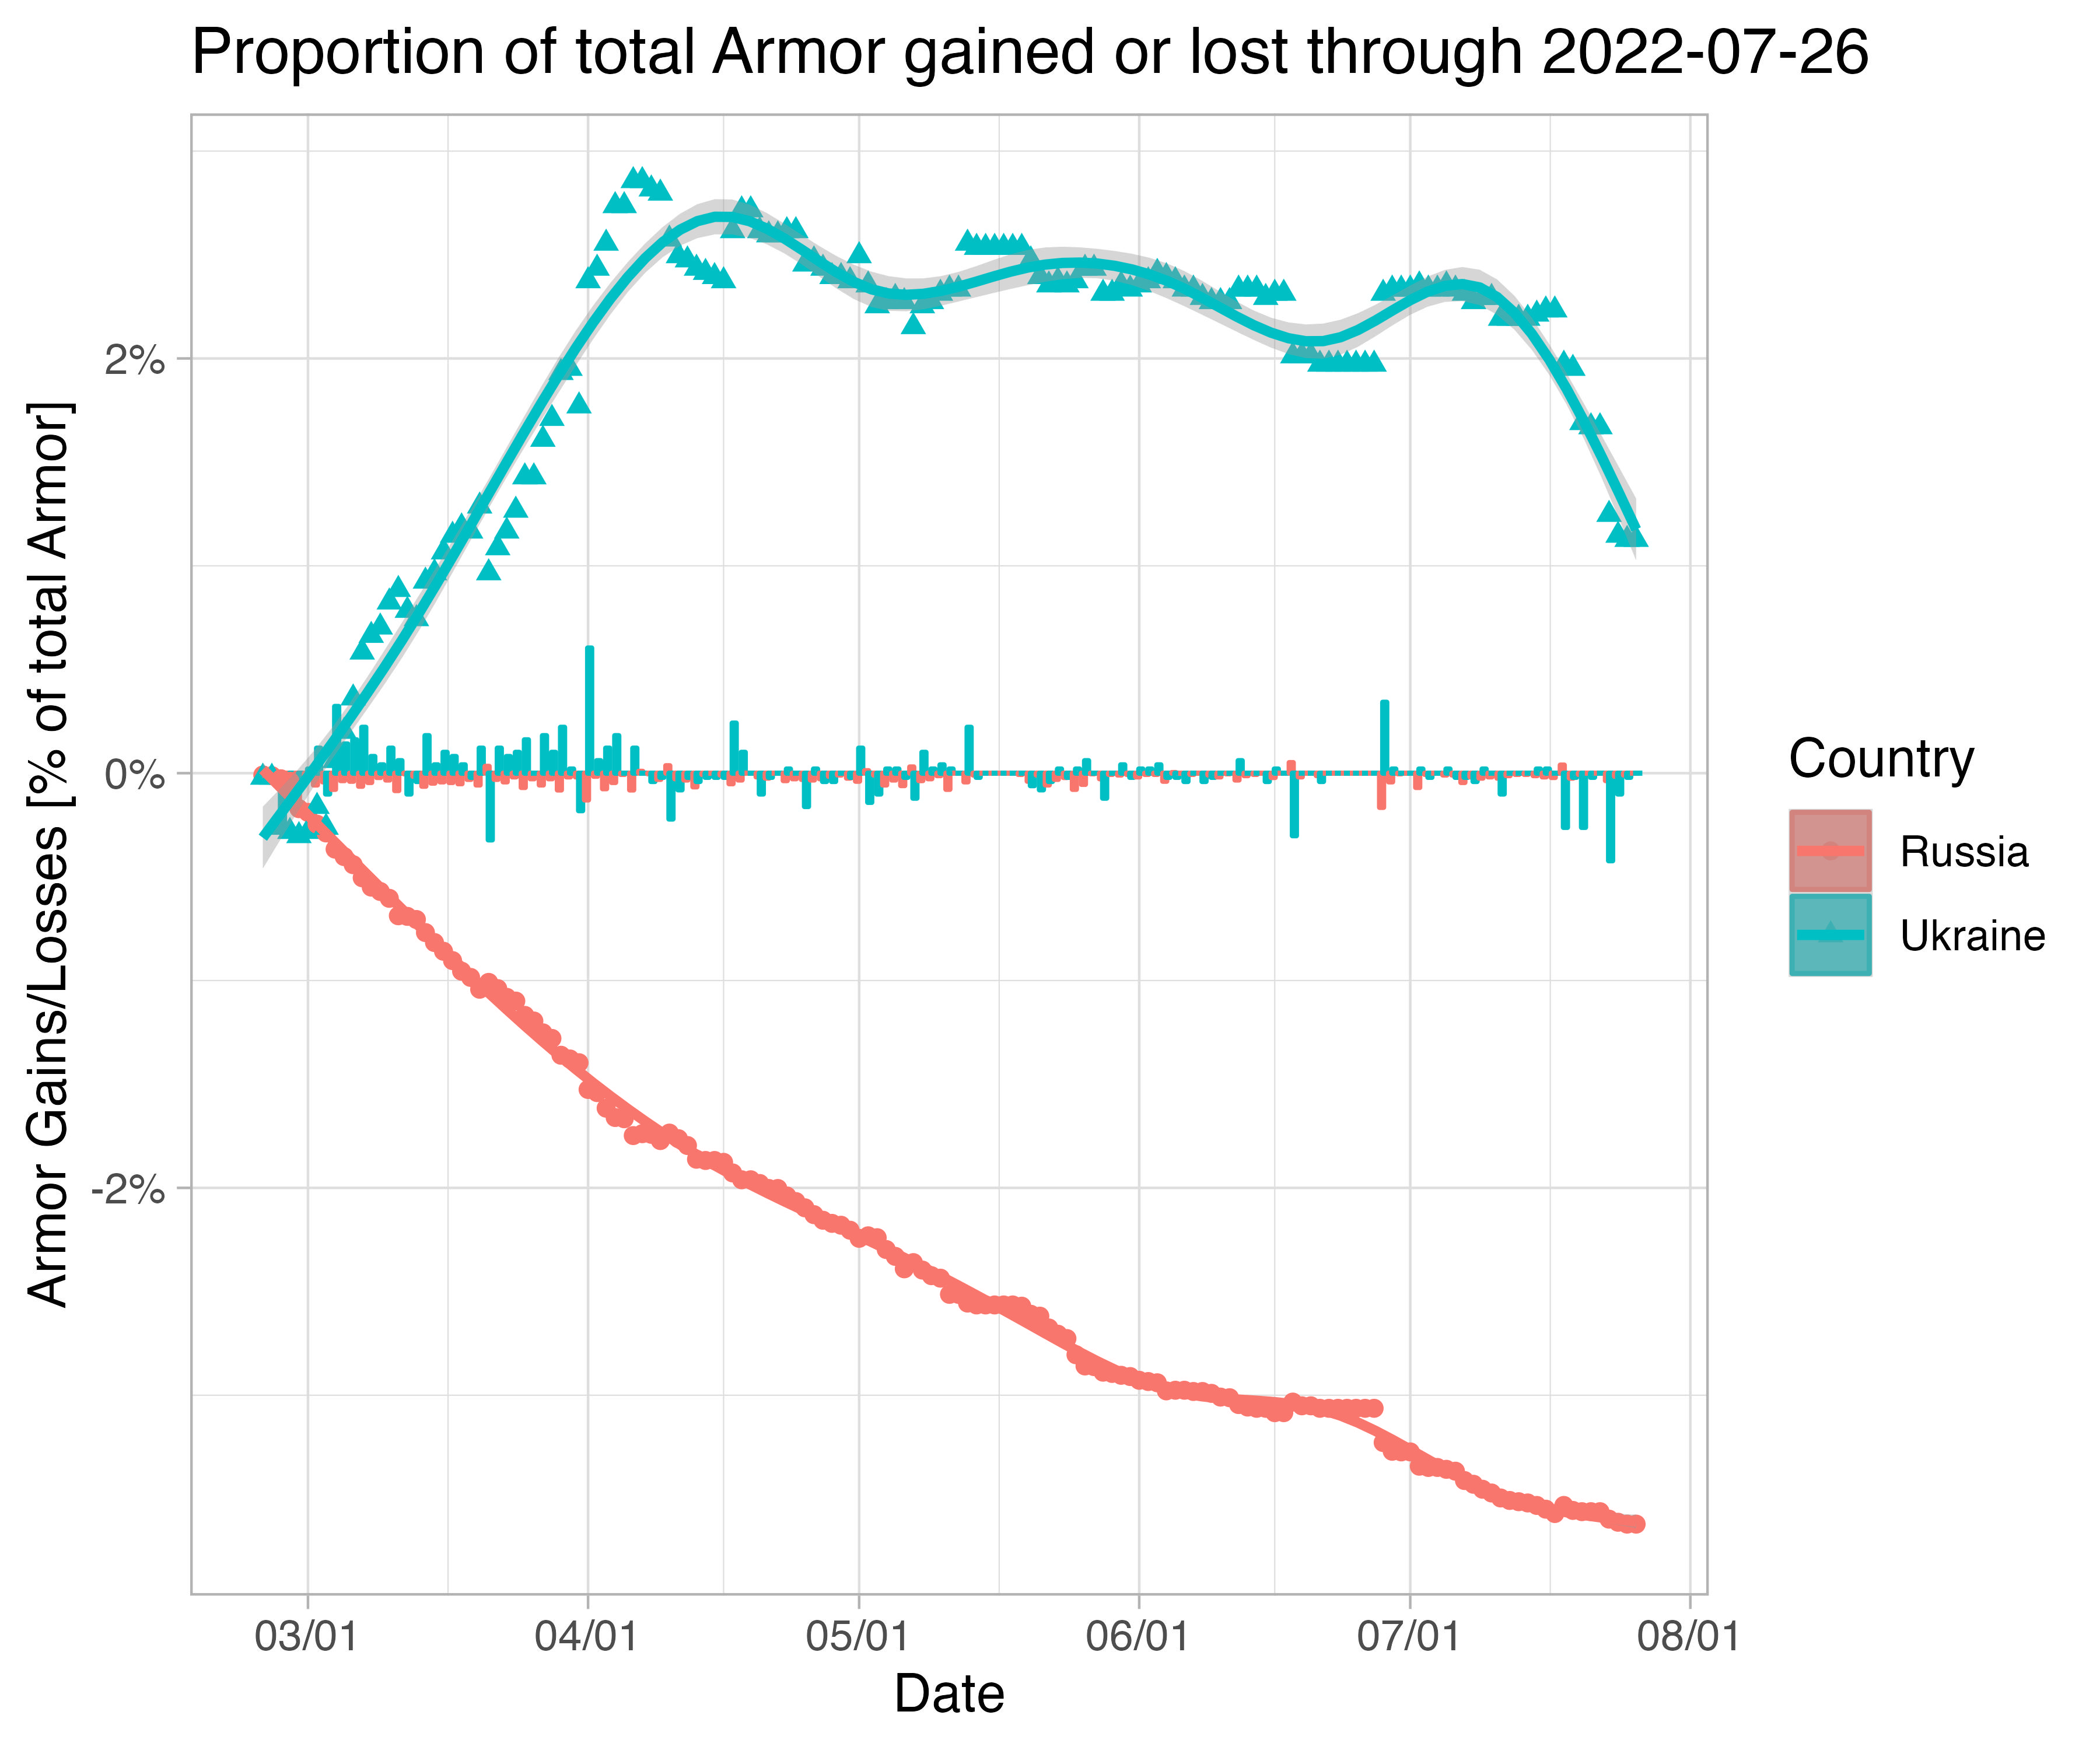 Proportion of total Armor gained or lost through 2022-07-26
Armor Gains/Losses [% of total Armor]
2%
0%
-2%
03/01 04/01 05/01 06/01 07/01 08/01
Date
Country
Russia
Ukraine